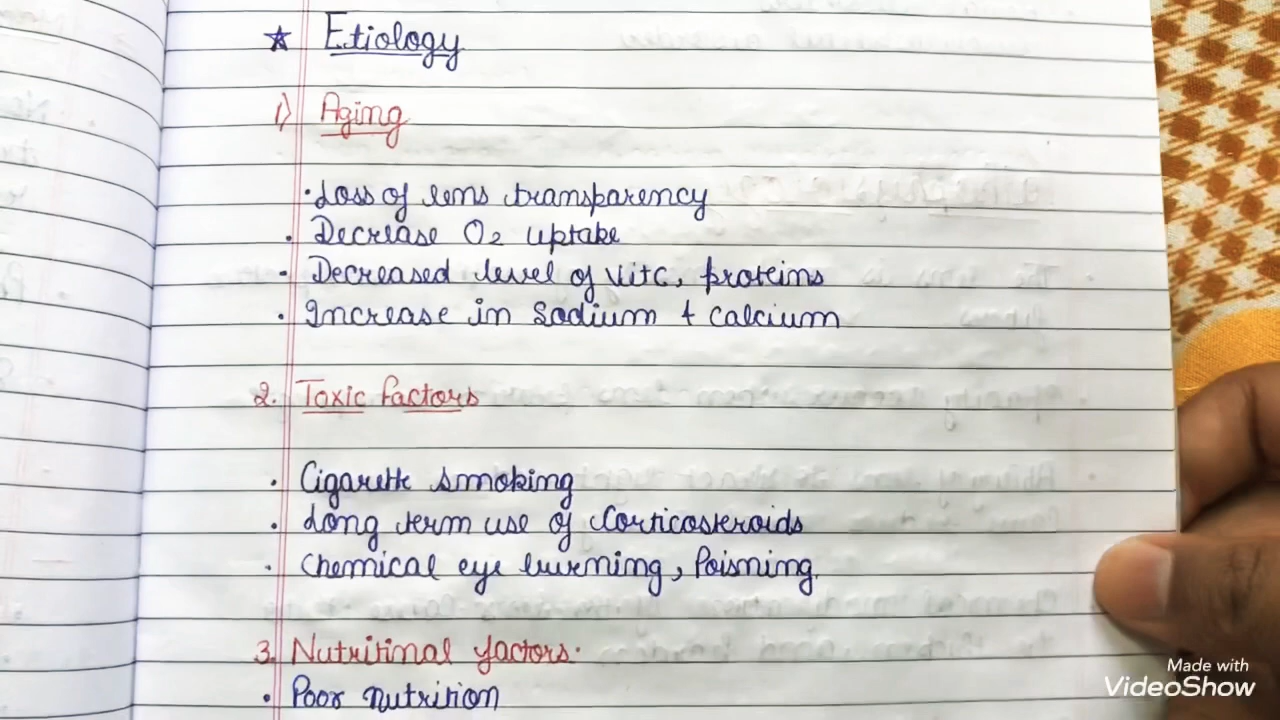 ☆ Etiology
1) Aging
· Loss of lens transparency
· Decrease O2 uptake
· Decreased level of Vitc, proteins
· Increase in Sodium & calcium
2. Toxic factors
· Cigarette smoking
· Long term use of Corticosteroids
· Chemical eye burning, Poisning.
3. Nutritinal factors.
· Poor nutrition
Made with
VideoShow